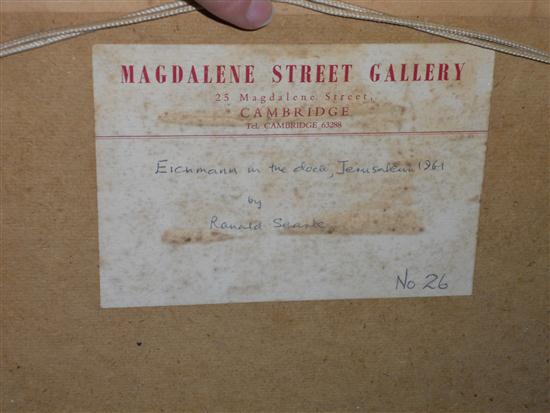 MAGDALENE STREET GALLERY
25 Magdalene Street,
CAMBRIDGE
Tel. CAMBRIDGE 63288
Eichmann in the dock, Jerusalem 1961
by
Ronald Searle
No 26